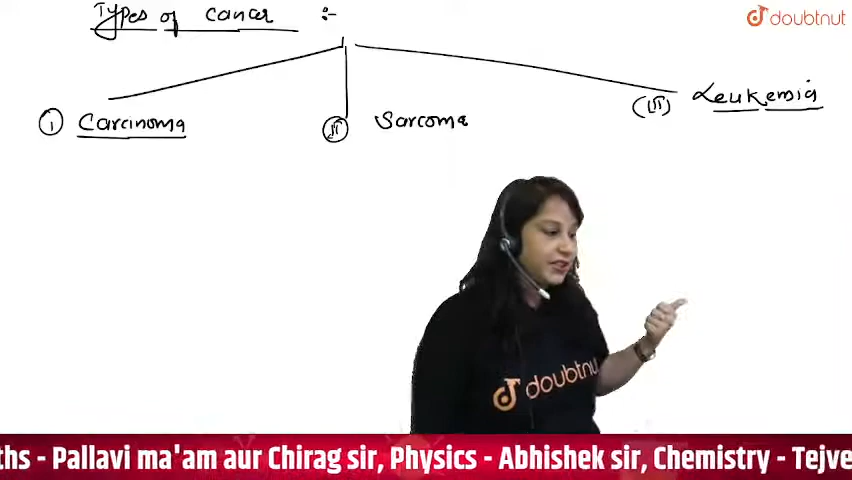 Types of cancer :-
doubtnut
(i) Carcinoma
(ii) Sarcoma
(iii) Leukemia
doubtnut
ths - Pallavi ma'am aur Chirag sir, Physics - Abhishek sir, Chemistry - Tejve